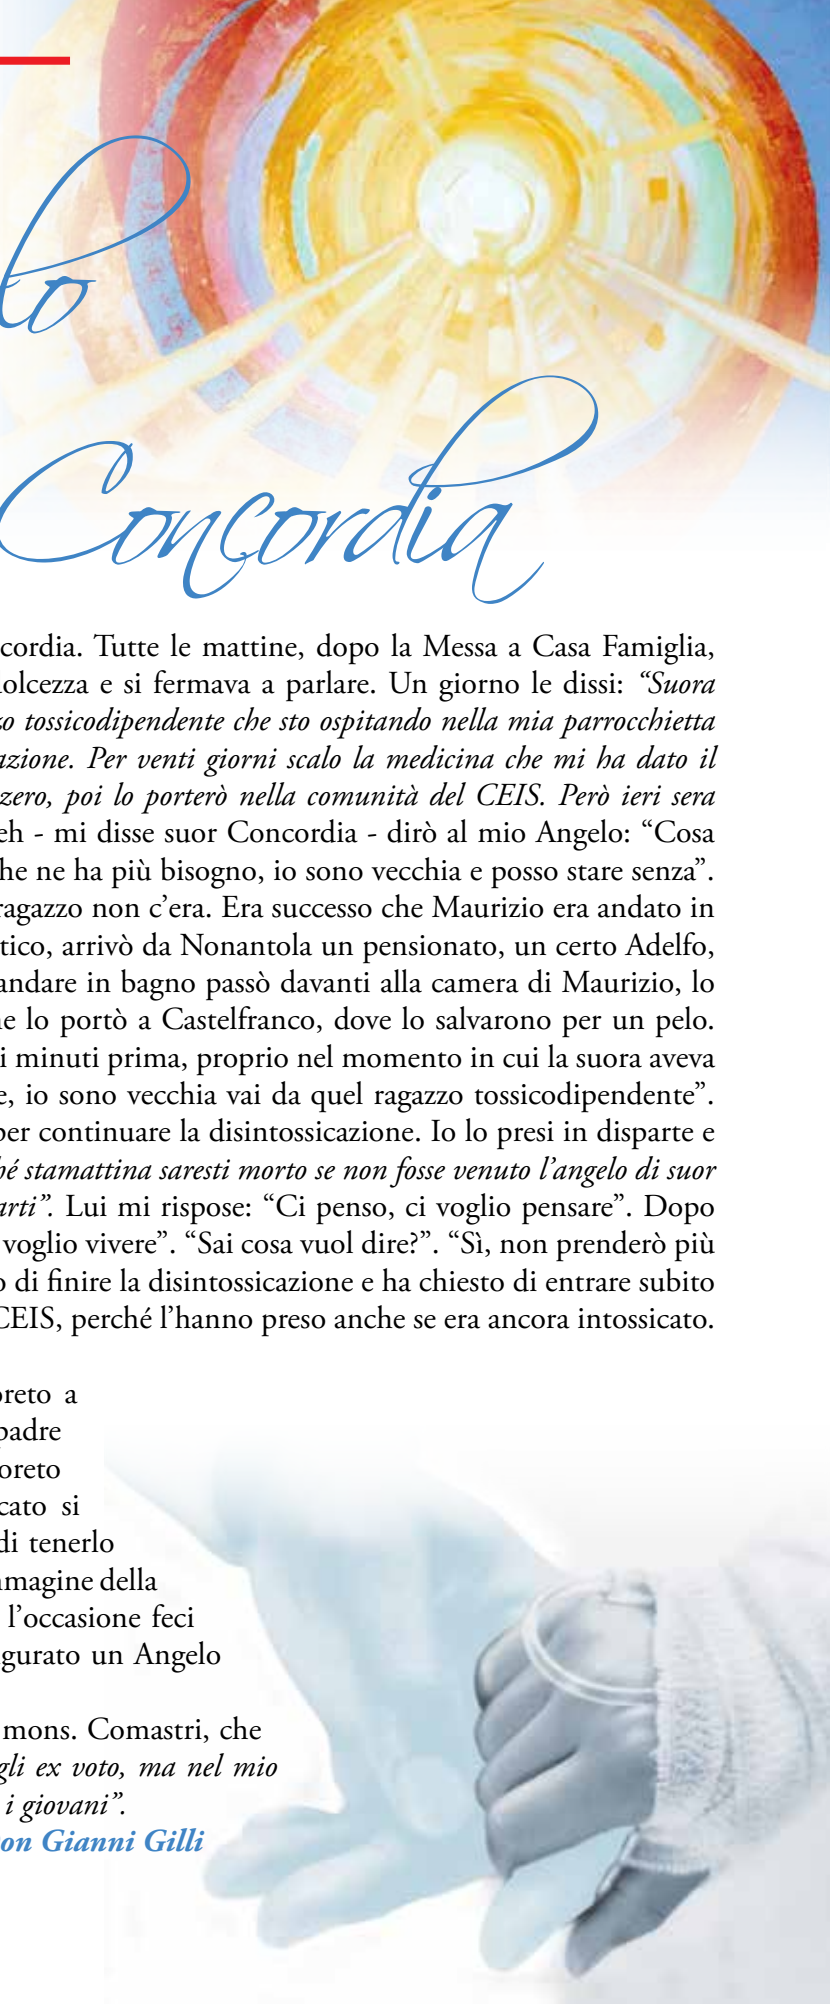 lo
Concordia
cordia. Tutte le mattine, dopo la Messa a Casa Famiglia,
olcezza e si fermava a parlare. Un giorno le dissi: “Suora
zo tossicodipendente che sto ospitando nella mia parrocchietta
azione. Per venti giorni scalo la medicina che mi ha dato il
zero, poi lo porterò nella comunità del CEIS. Però ieri sera
eh - mi disse suor Concordia - dirò al mio Angelo: “Cosa
he ne ha più bisogno, io sono vecchia e posso stare senza”.
ragazzo non c’era. Era successo che Maurizio era andato in
tico, arrivò da Nonantola un pensionato, un certo Adelfo,
andare in bagno passò davanti alla camera di Maurizio, lo
e lo portò a Castelfranco, dove lo salvarono per un pelo.
i minuti prima, proprio nel momento in cui la suora aveva
e, io sono vecchia vai da quel ragazzo tossicodipendente”.
per continuare la disintossicazione. Io lo presi in disparte e
hé stamattina saresti morto se non fosse venuto l’angelo di suor
arti”. Lui mi rispose: “Ci penso, ci voglio pensare”. Dopo
voglio vivere”. “Sai cosa vuol dire?”. “Sì, non prenderò più
o di finire la disintossicazione e ha chiesto di entrare subito
CEIS, perché l’hanno preso anche se era ancora intossicato.
oreto a
padre
oreto
cato si
di tenerlo
mmagine della
l’occasione feci
gurato un Angelo
mons. Comastri, che
gli ex voto, ma nel mio
i giovani”.
on Gianni Gilli